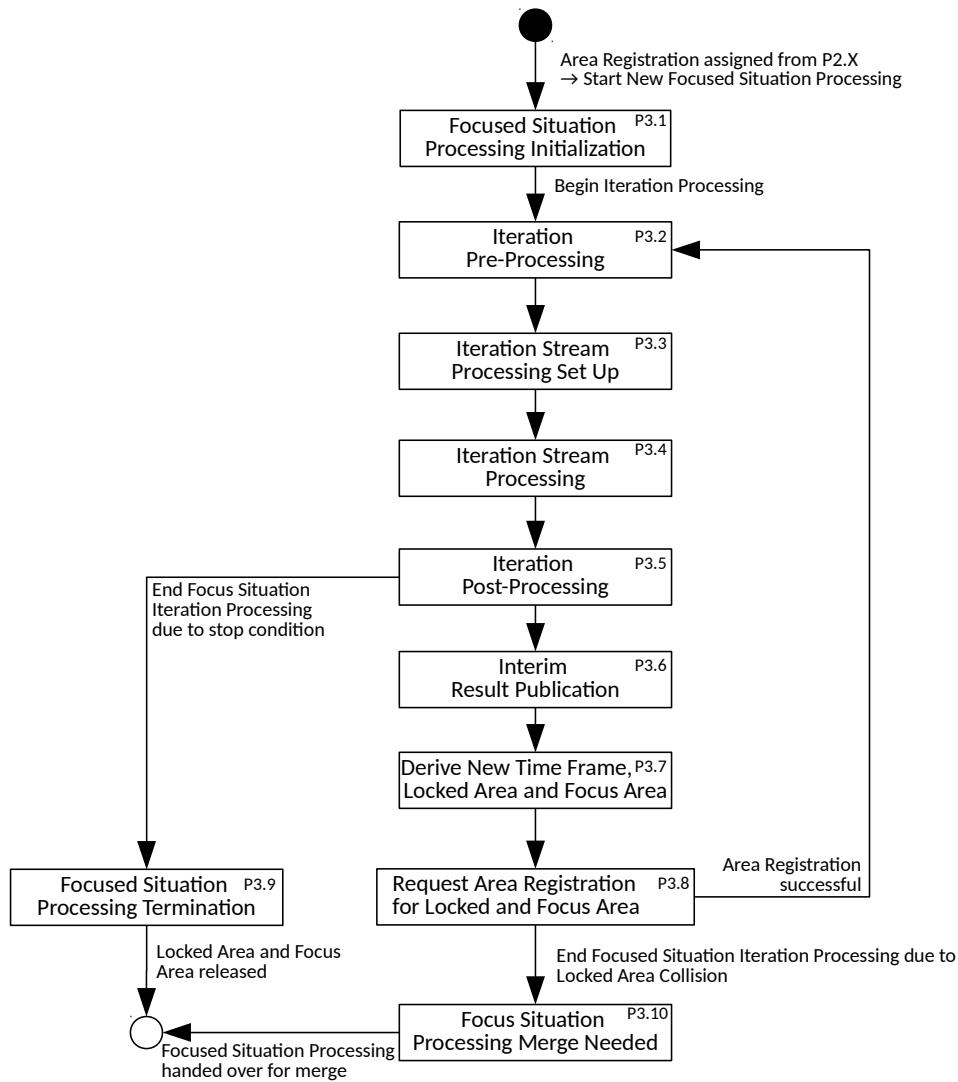 Area Registration assigned from P2.X
→ Start New Focused Situation Processing
Focused Situation P3.1
Processing Initialization
Begin Iteration Processing
Iteration P3.2
Pre-Processing
Iteration Stream P3.3
Processing Set Up
Iteration Stream P3.4
Processing
Iteration P3.5
Post-Processing
End Focus Situation
Iteration Processing
due to stop condition
Interim P3.6
Result Publication
Derive New Time Frame, P3.7
Locked Area and Focus Area
Area Registration
successful
Focused Situation P3.9
Processing Termination
Request Area Registration P3.8
for Locked and Focus Area
Locked Area and Focus
Area released
End Focused Situation Iteration Processing due to
Locked Area Collision
Focus Situation P3.10
Processing Merge Needed
Focused Situation Processing
handed over for merge